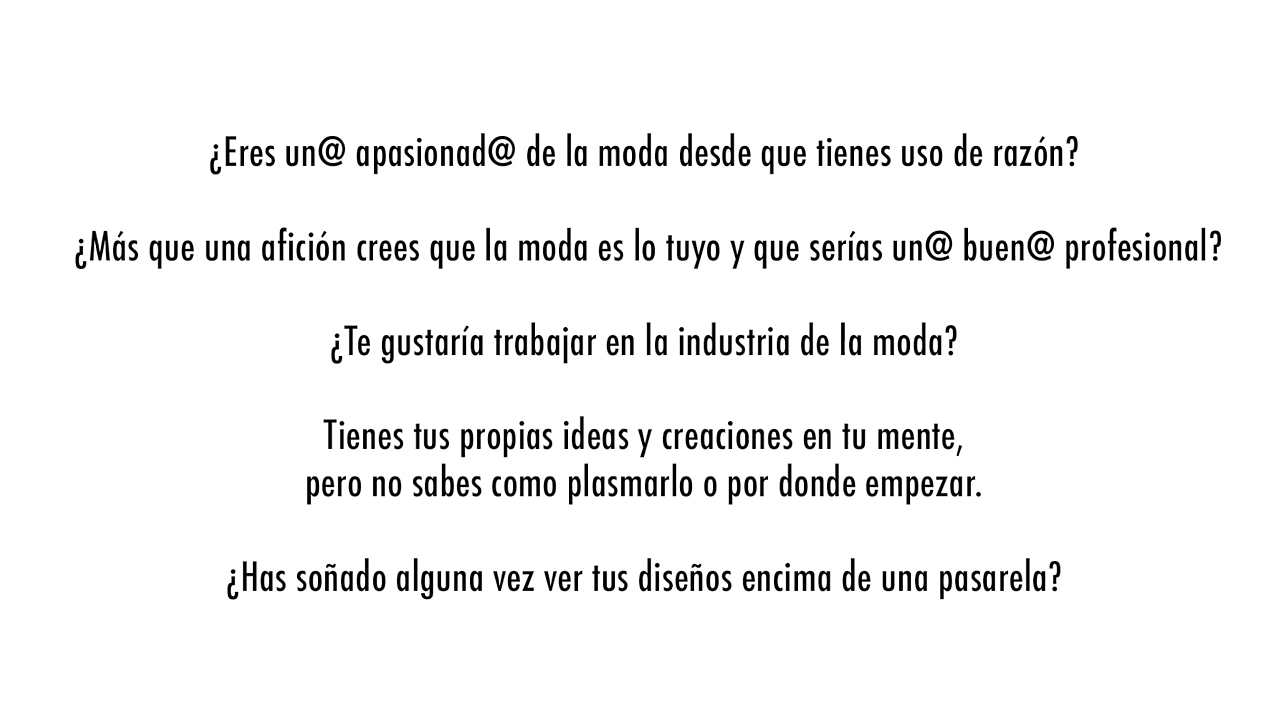 ¿Eres un@ apasionad@ de la moda desde que tienes uso de razón?
¿Más que una afición crees que la moda es lo tuyo y que serías un@ buen@ profesional?
¿Te gustaría trabajar en la industria de la moda?
Tienes tus propias ideas y creaciones en tu mente,
pero no sabes como plasmarlo o por donde empezar.
¿Has soñado alguna vez ver tus diseños encima de una pasarela?